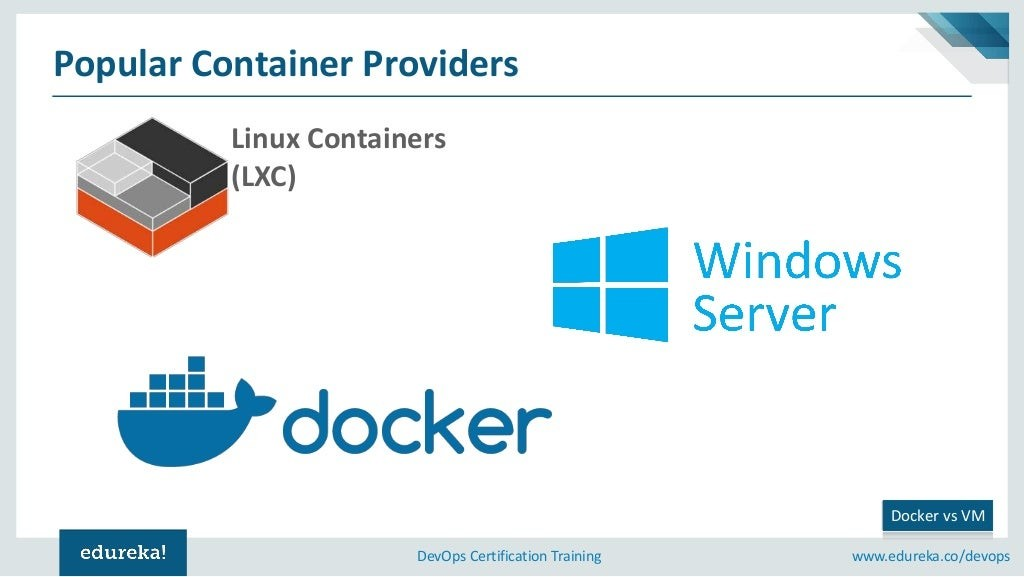 Popular Container Providers
Linux Containers
(LXC)
Windows
Server
docker
Docker vs VM
edureka!
DevOps Certification Training
www.edureka.co/devops